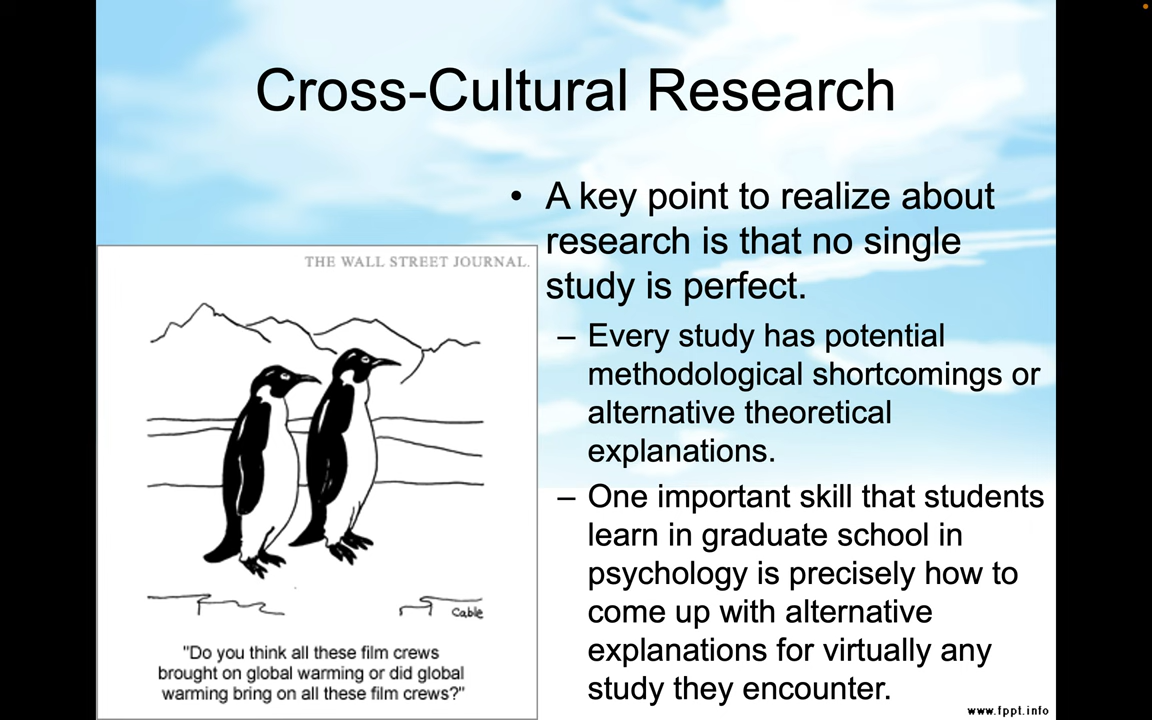 Cross-Cultural Research
• A key point to realize about
research is that no single
study is perfect.
– Every study has potential
methodological shortcomings or
alternative theoretical
explanations.
– One important skill that students
learn in graduate school in
psychology is precisely how to
come up with alternative
explanations for virtually any
study they encounter.
THE WALL STREET JOURNAL.
Cable
"Do you think all these film crews
brought on global warming or did global
warming bring on all these film crews?"
www.fppt.info